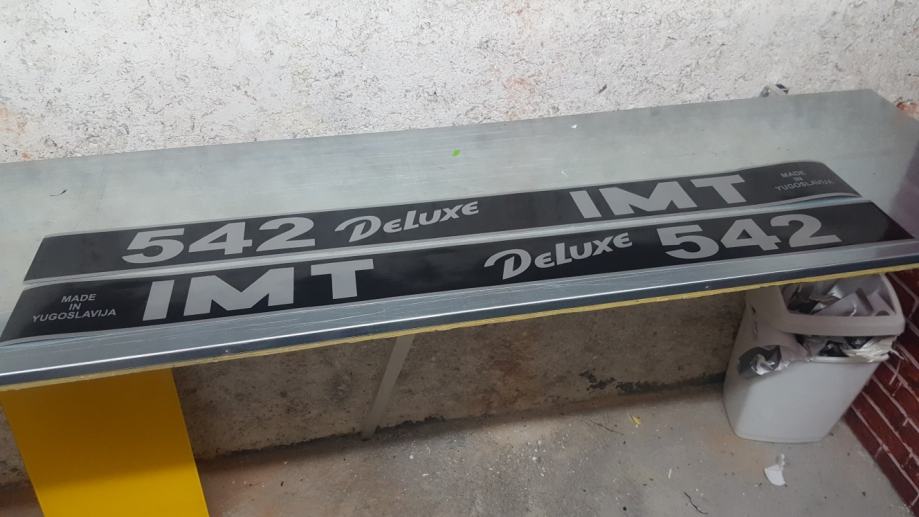 542 DELUXE IMT MADE
IN
YUGOSLAVIJA
MADE
IN
YUGOSLAVIJA
IMT DELUXE 542